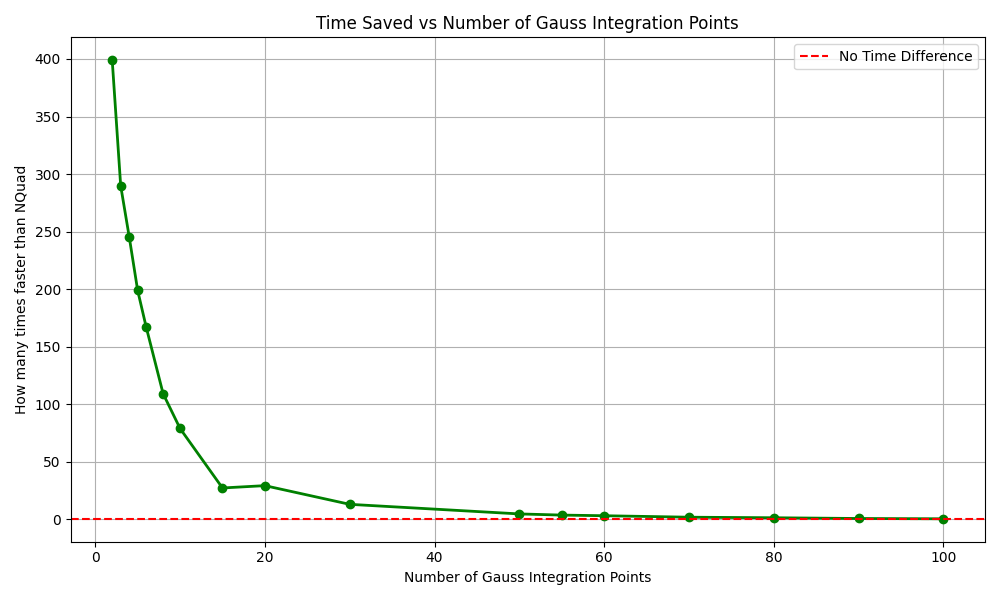 Time Saved vs Number of Gauss Integration Points
No Time Difference
How many times faster than NQuad
400
350
300
250
200
150
100
50
0
0 20 40 60 80 100
Number of Gauss Integration Points